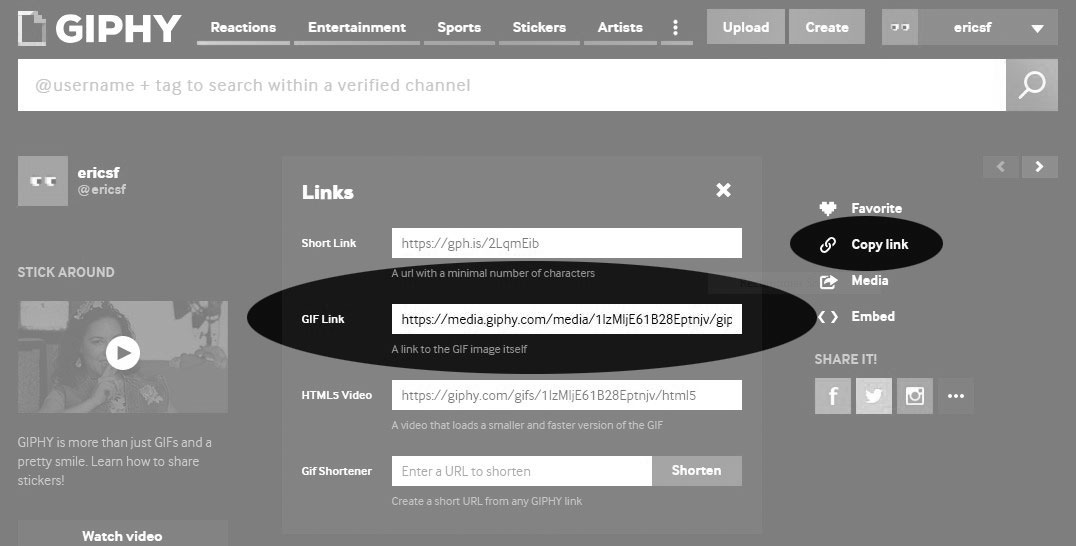 GIPHY
Reactions Entertainment Sports Stickers Artists Upload Create ericsf
@username + tag to search within a verified channel
ericsf
@ericsf
STICK AROUND
GIPHY is more than just GIFs and a
pretty smile. Learn how to share
stickers!
Watch video
Links
Short Link https://gph.is/2LqmEib
A url with a minimal number of characters
GIF Link https://media.giphy.com/media/1IzMIjE61B28Eptnjv/gip
A link to the GIF image itself
HTML5 Video https://giphy.com/gifs/1IzMIjE61B28Eptnjv/html5
A video that loads a smaller and faster version of the GIF
Gif Shortener Enter a URL to shorten Shorten
Create a short URL from any GIPHY link
Favorite
Copy link
Media
Embed
SHARE IT!